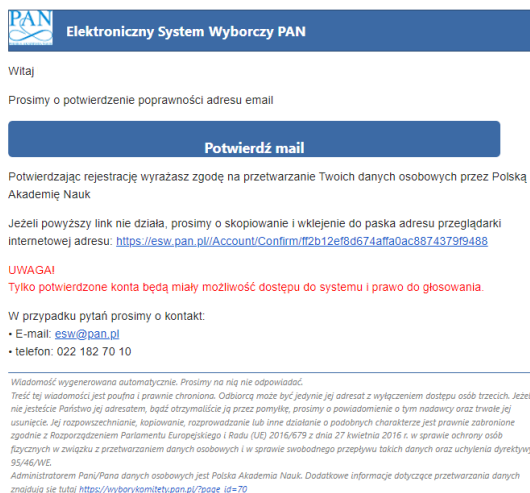 PAN
Elektroniczny System Wyborczy PAN
Witaj
Prosimy o potwierdzenie poprawności adresu email
Potwierdź mail
Potwierdzając rejestrację wyrażasz zgodę na przetwarzanie Twoich danych osobowych przez Polską
Akademię Nauk
Jeżeli powyższy link nie działa, prosimy o skopiowanie i wklejenie do paska adresu przeglądarki
internetowej adresu: https://esw.pan.pl//Account/Confirm/ff2b12ef8d674affa0ac8874379f9488
UWAGA!
Tylko potwierdzone konta będą miały możliwość dostępu do systemu i prawo do głosowania.
W przypadku pytań prosimy o kontakt:
• E-mail: esw@pan.pl
• telefon: 022 182 70 10
Wiadomość wygenerowana automatycznie. Prosimy na nią nie odpowiadać.
Treść tej wiadomości jest poufna i prawnie chroniona. Odbiorcą może być jedynie jej adresat z wyłączeniem dostępu osób trzecich. Jeżeli
nie jesteście Państwo jej adresatem, bądź otrzymaliście ją przez pomyłkę, prosimy o powiadomienie o tym nadawcy oraz trwałe jej
usunięcie. Jej rozpowszechnianie, kopiowanie, rozprowadzanie lub inne działanie o podobnym charakterze jest prawnie zabronione
zgodnie z Rozporządzeniem Parlamentu Europejskiego i Radu (UE) 2016/679 z dnia 27 kwietnia 2016 r. w sprawie ochrony osób
fizycznych w związku z przetwarzaniem danych osobowych i w sprawie swobodnego przepływu takich danych oraz uchylenia dyrektywy
95/46/WE.
Administratorem Pani/Pana danych osobowych jest Polska Akademia Nauk. Dodatkowe informacje dotyczące przetwarzania danych
znajdują się tutaj https://wyborykomitety.pan.pl/?page_id=70